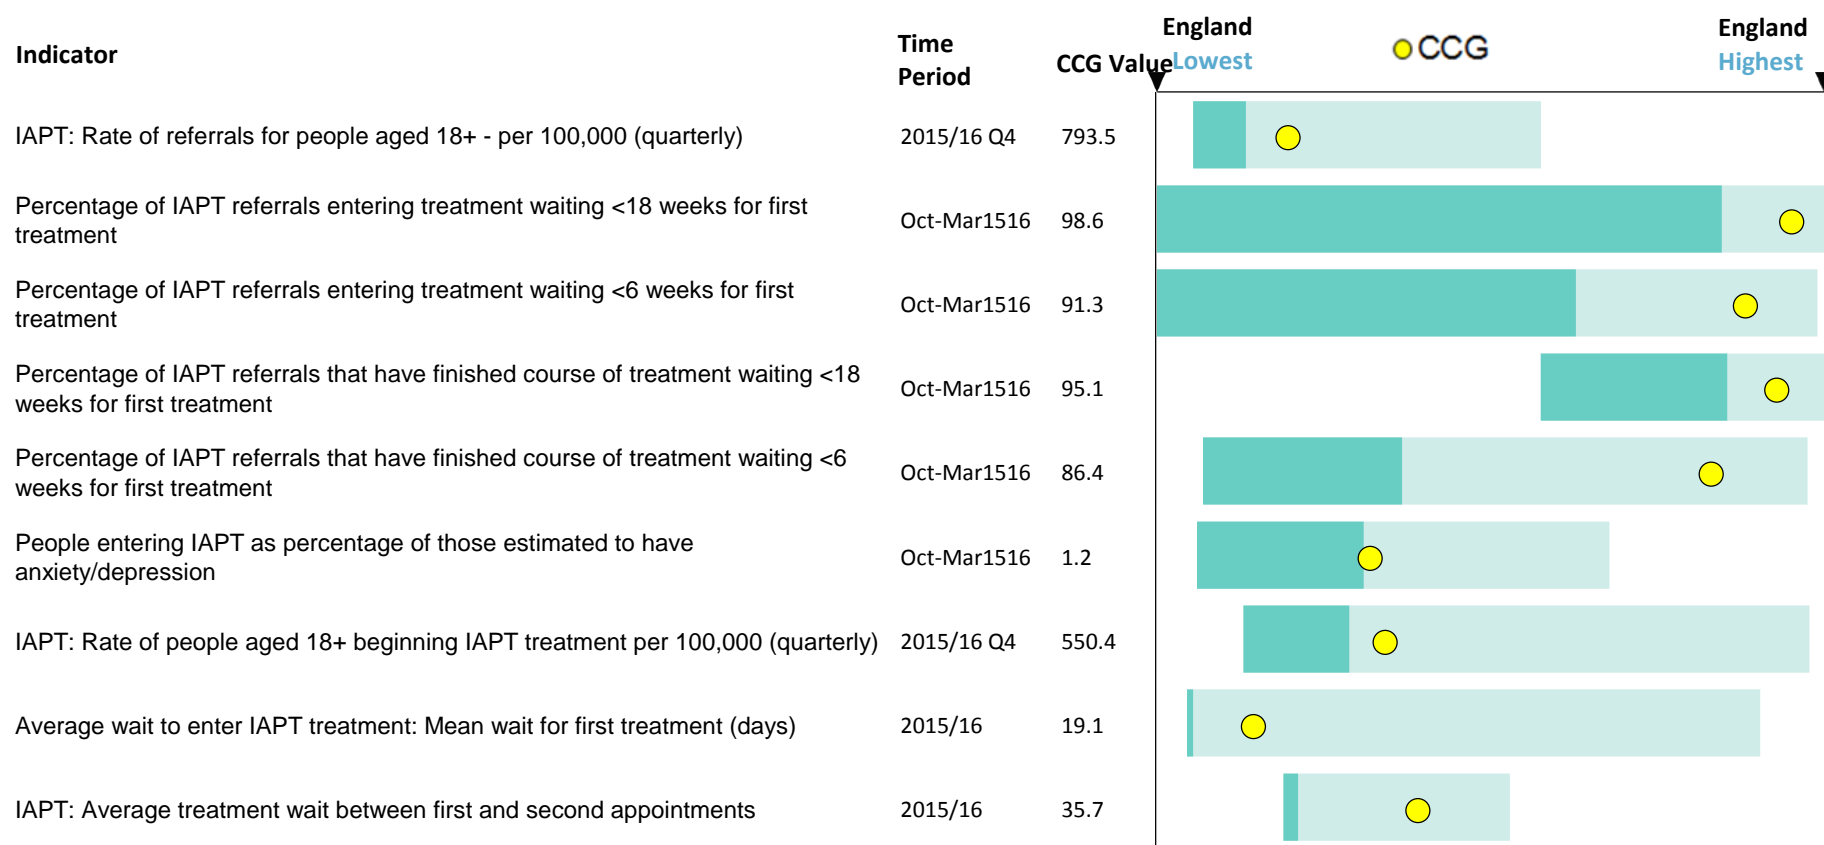 Indicator
Time
Period
CCG Value
England
Lowest
CCG
England
Highest
IAPT: Rate of referrals for people aged 18+ - per 100,000 (quarterly) 2015/16 Q4 793.5
Percentage of IAPT referrals entering treatment waiting <18 weeks for first
treatment
Oct-Mar1516 98.6
Percentage of IAPT referrals entering treatment waiting <6 weeks for first
treatment
Oct-Mar1516 91.3
Percentage of IAPT referrals that have finished course of treatment waiting <18
weeks for first treatment
Oct-Mar1516 95.1
Percentage of IAPT referrals that have finished course of treatment waiting <6
weeks for first treatment
Oct-Mar1516 86.4
People entering IAPT as percentage of those estimated to have
anxiety/depression
Oct-Mar1516 1.2
IAPT: Rate of people aged 18+ beginning IAPT treatment per 100,000 (quarterly) 2015/16 Q4 550.4
Average wait to enter IAPT treatment: Mean wait for first treatment (days) 2015/16 19.1
IAPT: Average treatment wait between first and second appointments 2015/16 35.7